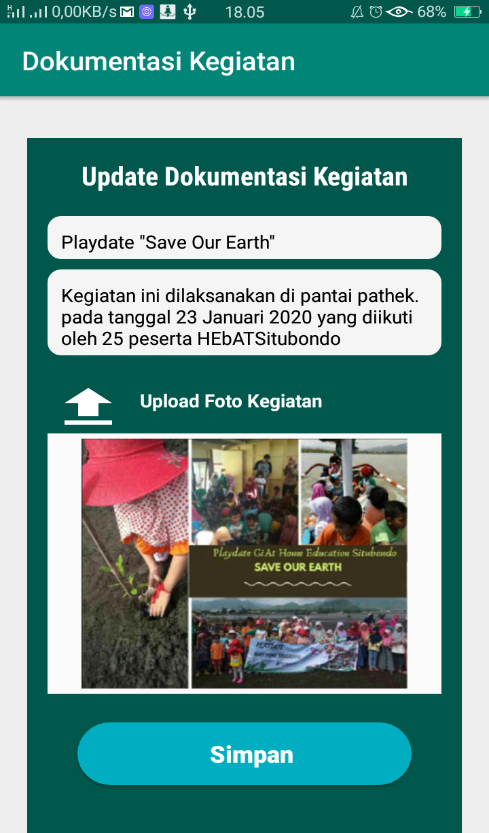 0,00KB/s 18.05 68%
Dokumentasi Kegiatan
Update Dokumentasi Kegiatan
Playdate "Save Our Earth"
Kegiatan ini dilaksanakan di pantai pathek.
pada tanggal 23 Januari 2020 yang diikuti
oleh 25 peserta HEbATSitubondo
Upload Foto Kegiatan
Playdate GiAt Home Education Situbondo
SAVE OUR EARTH
PLAYDATE
Simpan